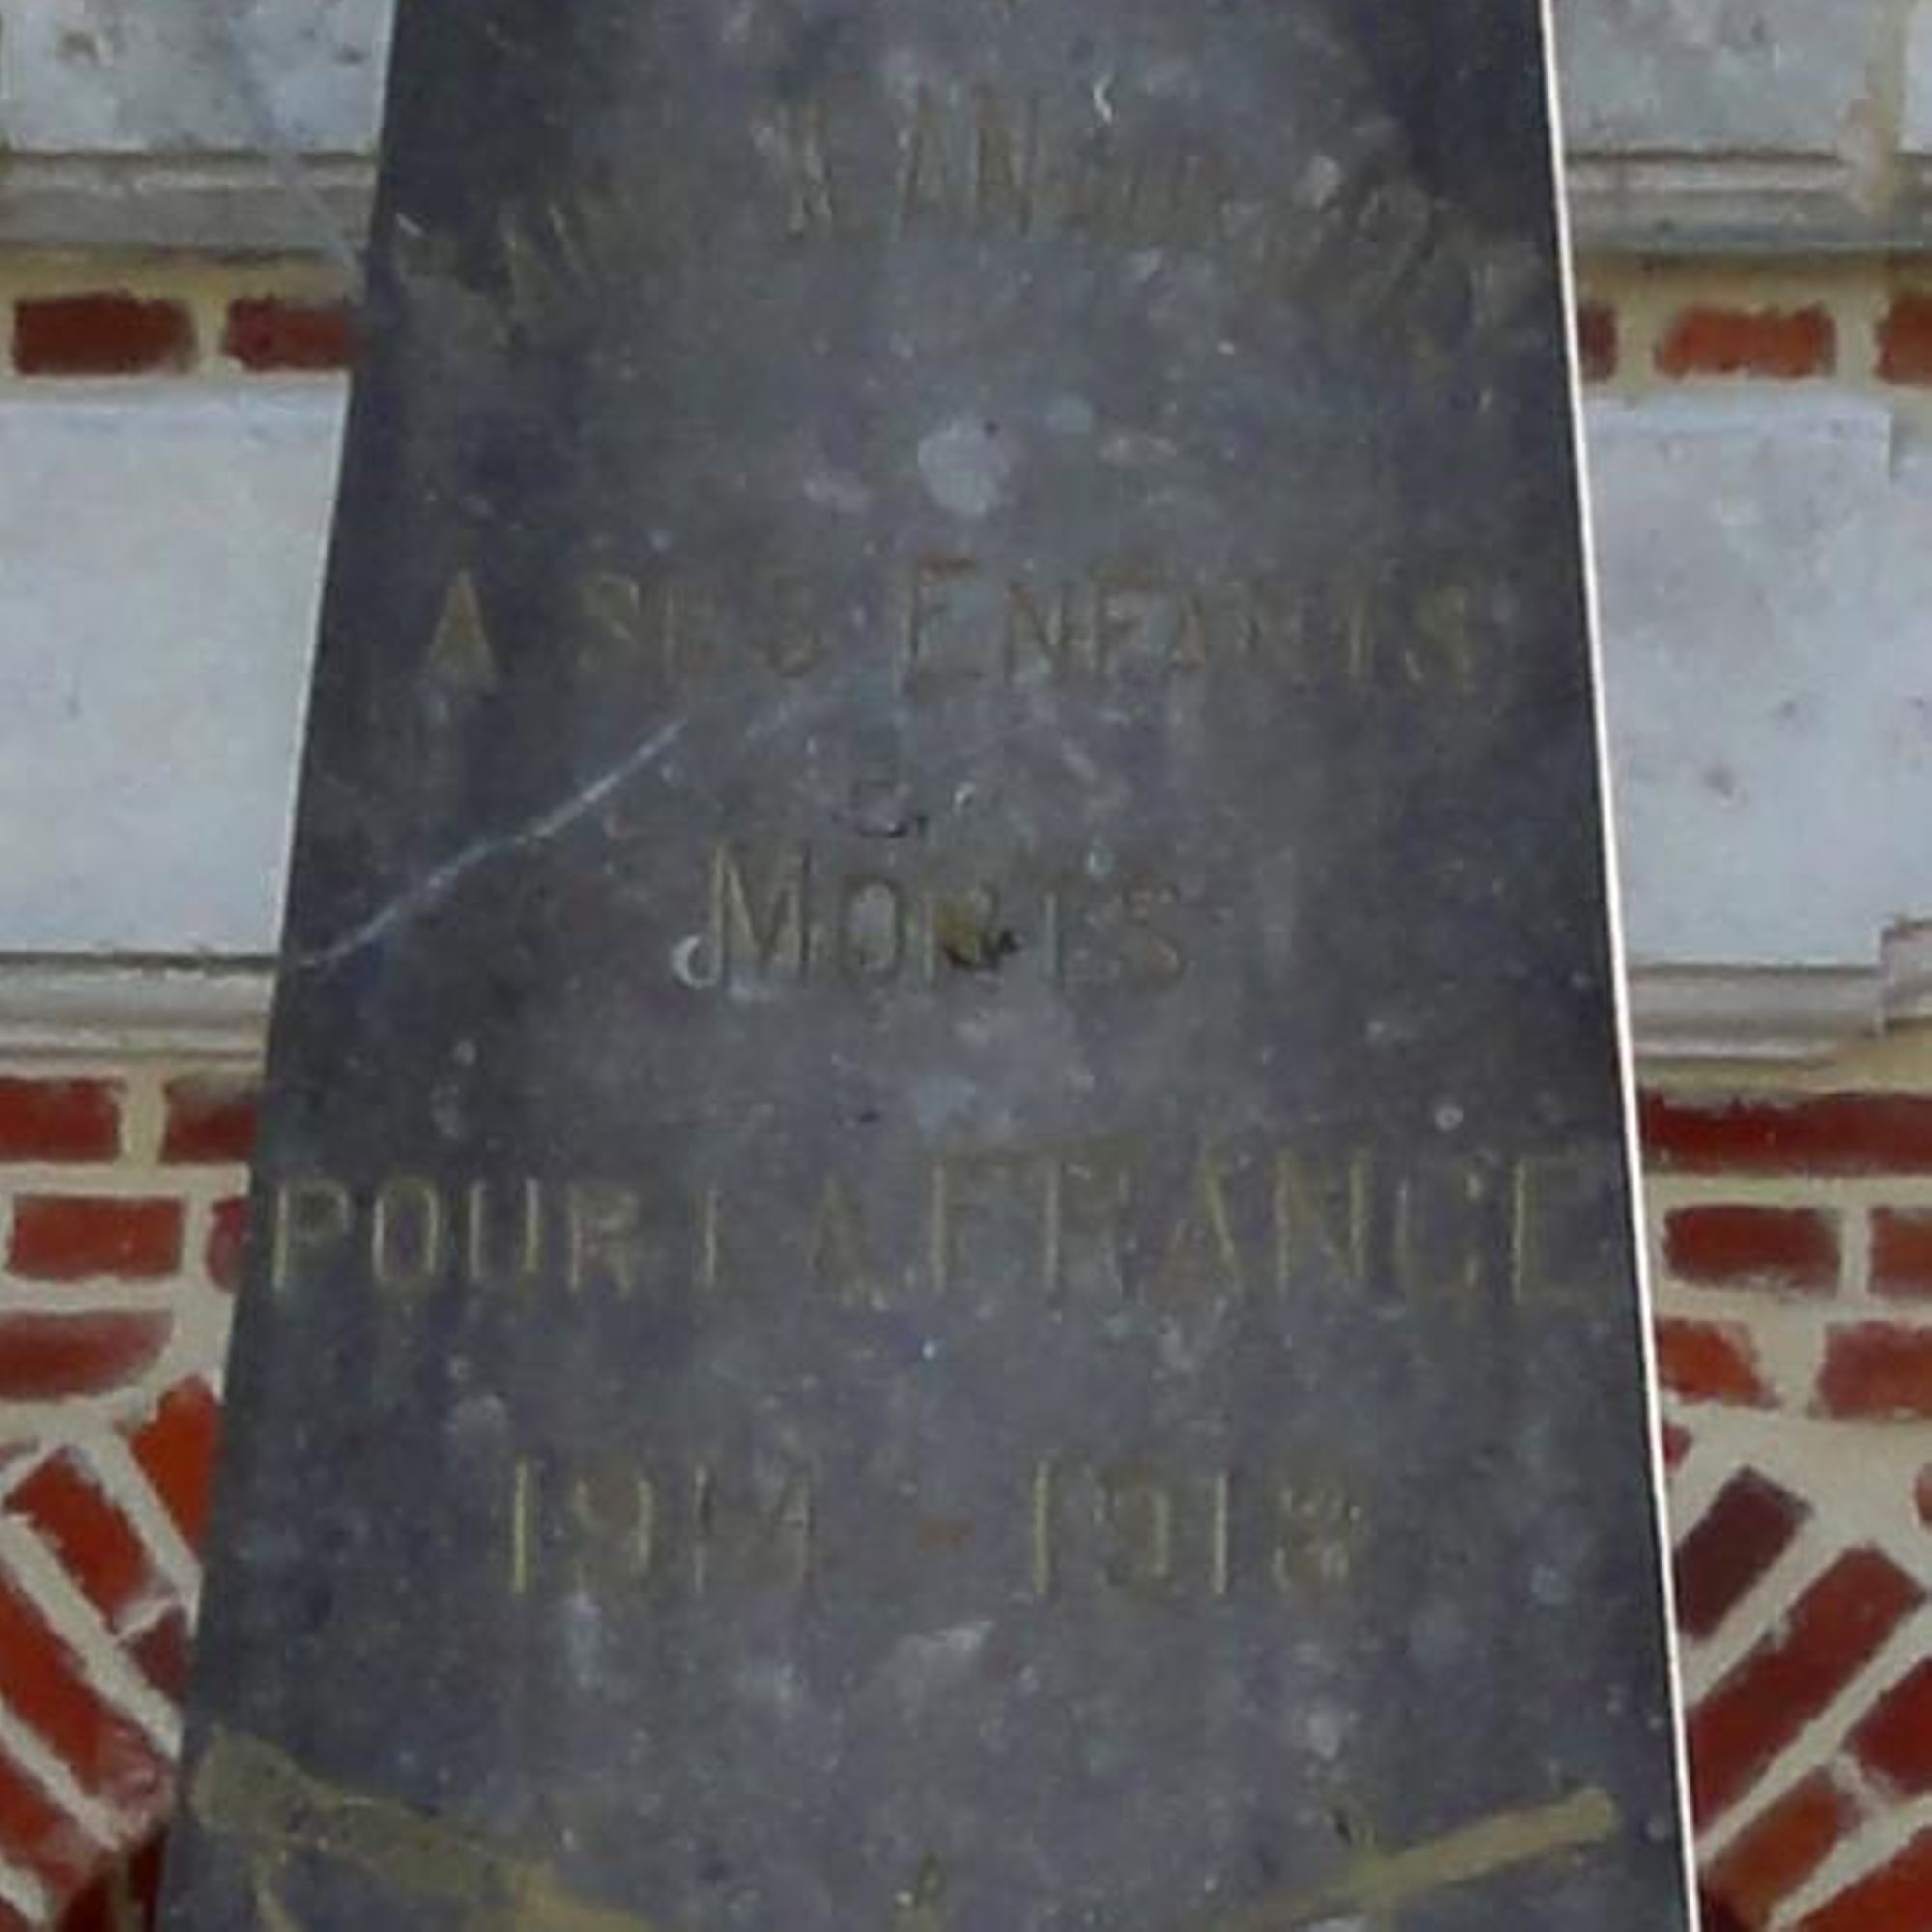 A SES ENFANTS
MORTS
POUR LA FRANCE
1914 - 1918